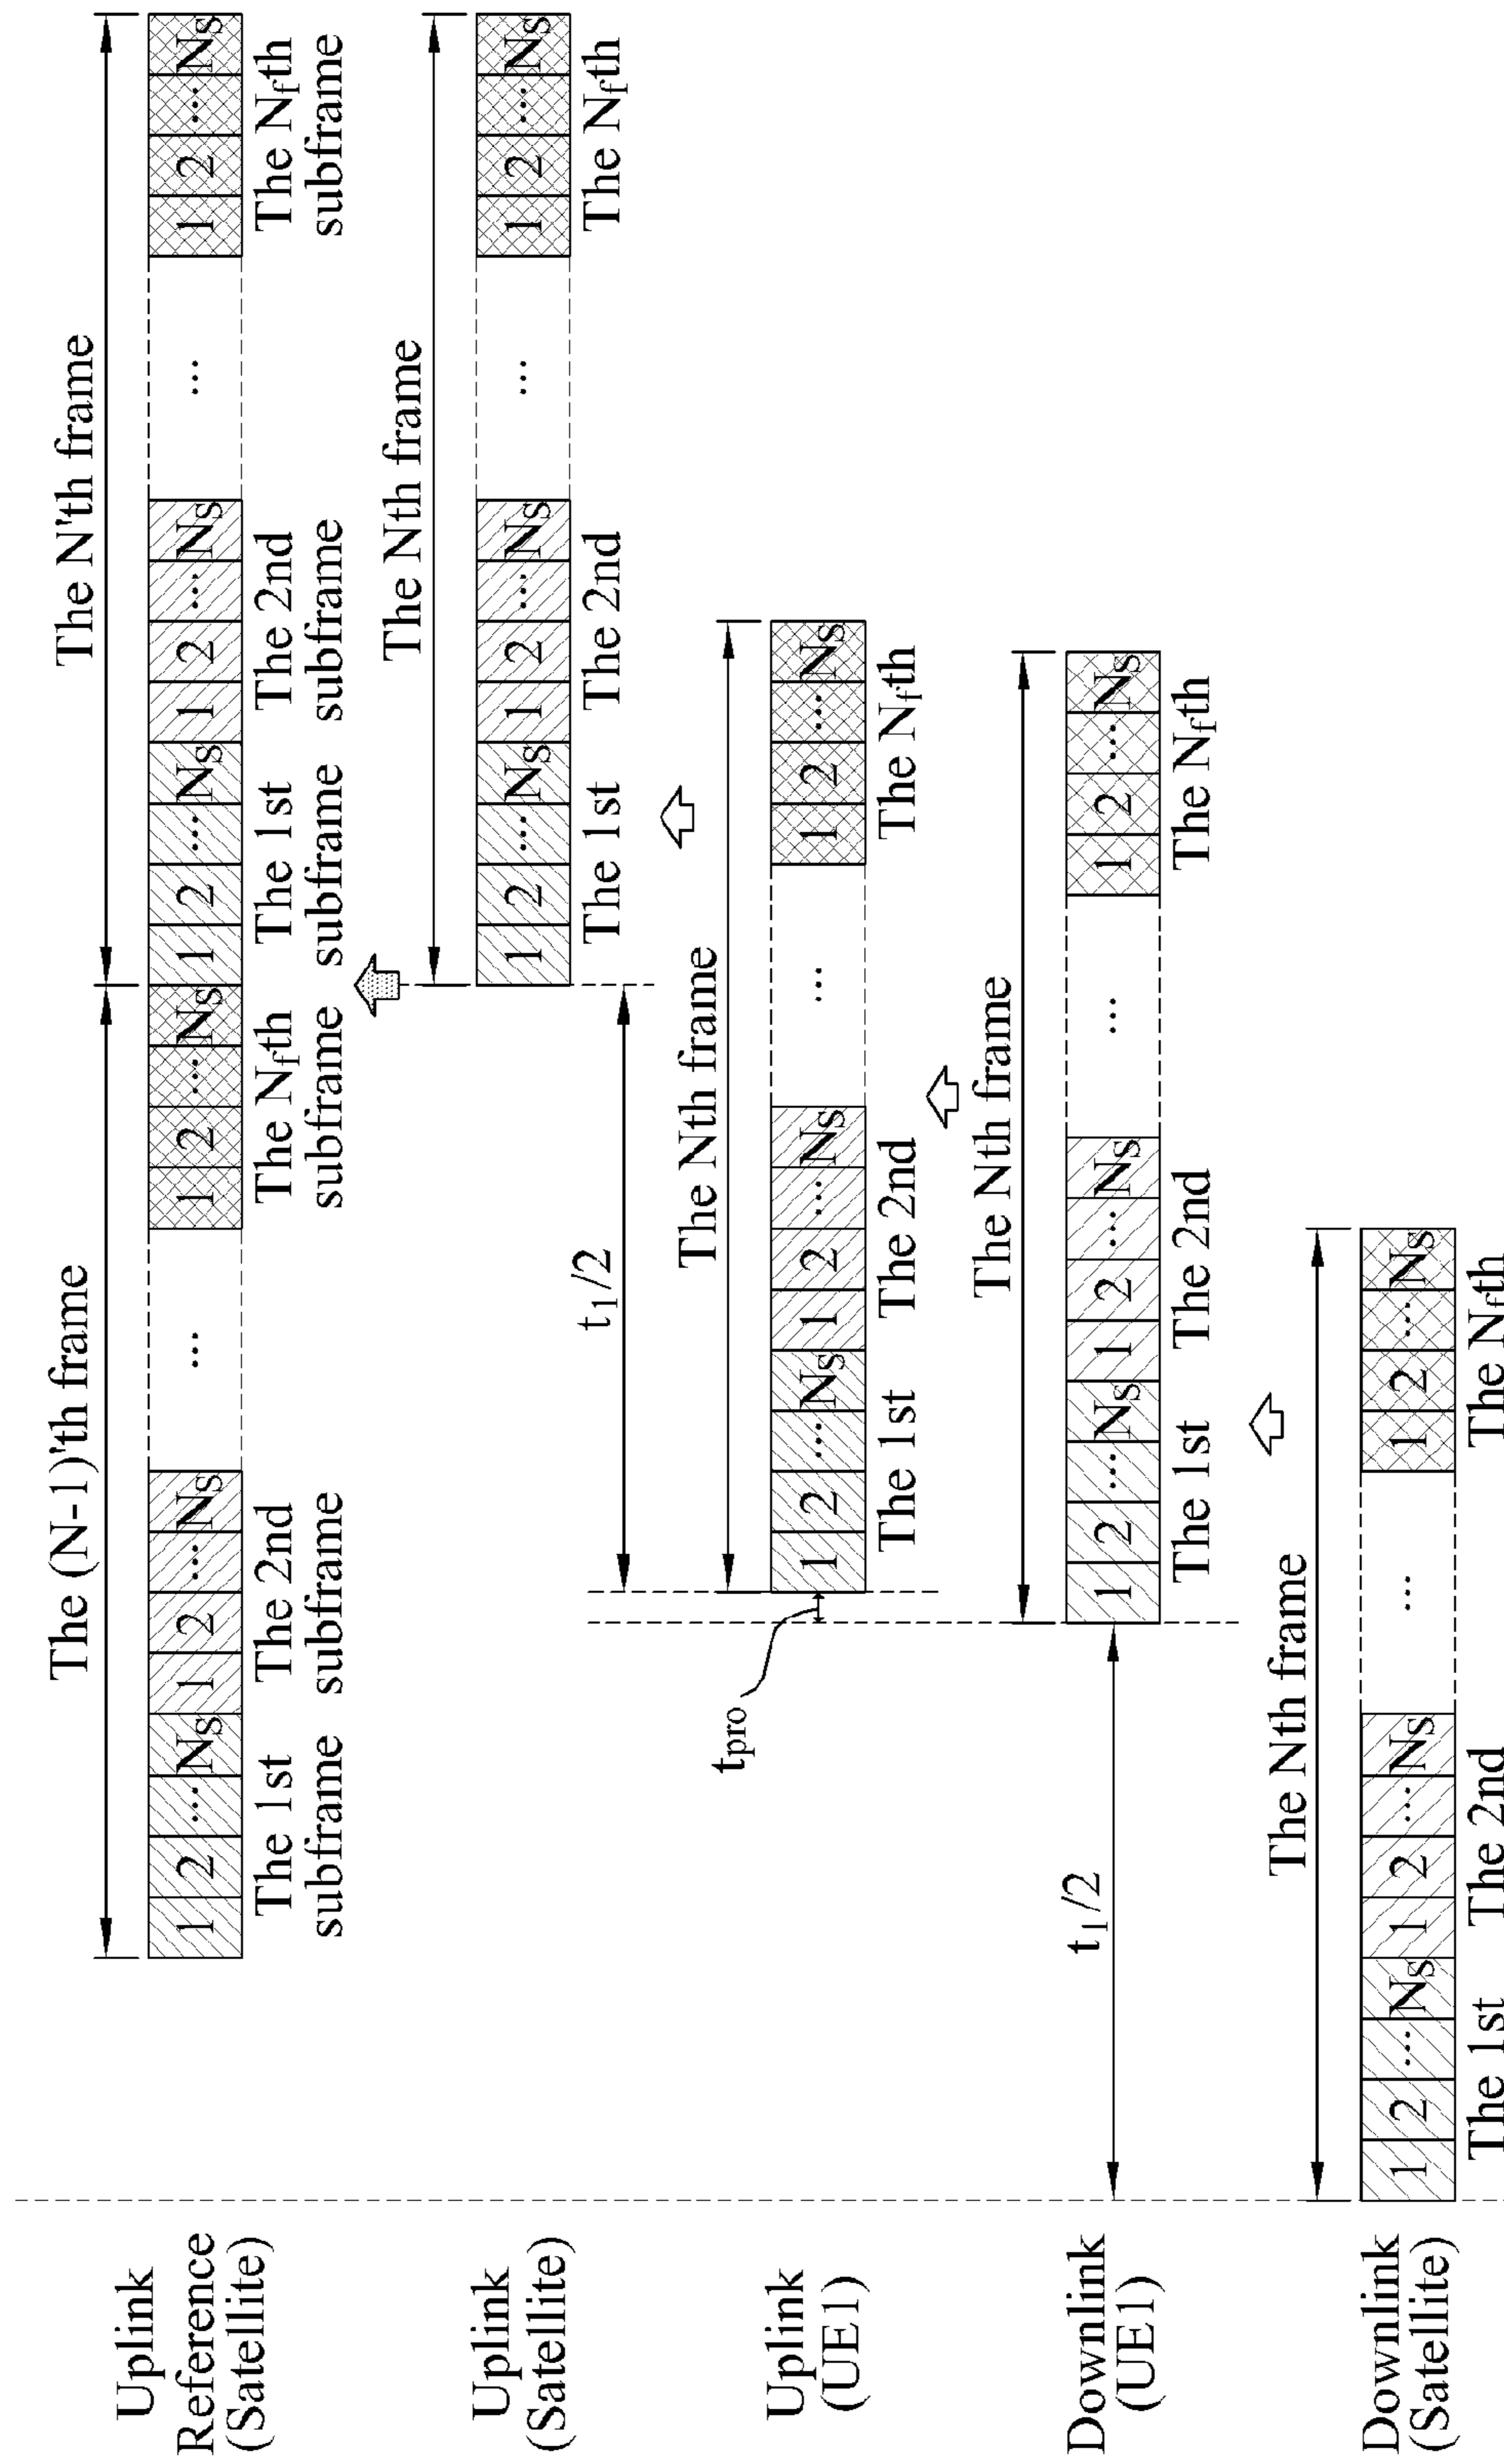 Uplink
Reference
(Satellite)
The (N-1)'th frame
The N'th frame
1 2 ... NS 1 2 ... NS ... 1 2 ... NS 1 2 ... NS 1 2 ... NS ... 1 2 ... NS
The 1st
subframe
The 2nd
subframe
The Nfth
subframe
The 1st
subframe
The 2nd
subframe
The Nfth
subframe
Uplink
(Satellite)
The Nth frame
1 2 ... NS 1 2 ... NS ... 1 2 ... NS
The 1st
The 2nd
The Nfth
t1/2
Uplink
(UE1)
tpro
The Nth frame
1 2 ... NS 1 2 ... NS ... 1 2 ... NS
The 1st
The 2nd
The Nfth
Downlink
(UE1)
t1/2
The Nth frame
1 2 ... NS 1 2 ... NS ... 1 2 ... NS
The 1st
The 2nd
The Nfth
Downlink
(Satellite)
The Nth frame
1 2 ... NS 1 2 ... NS ... 1 2 ... NS
The 1st
The 2nd
The Nfth